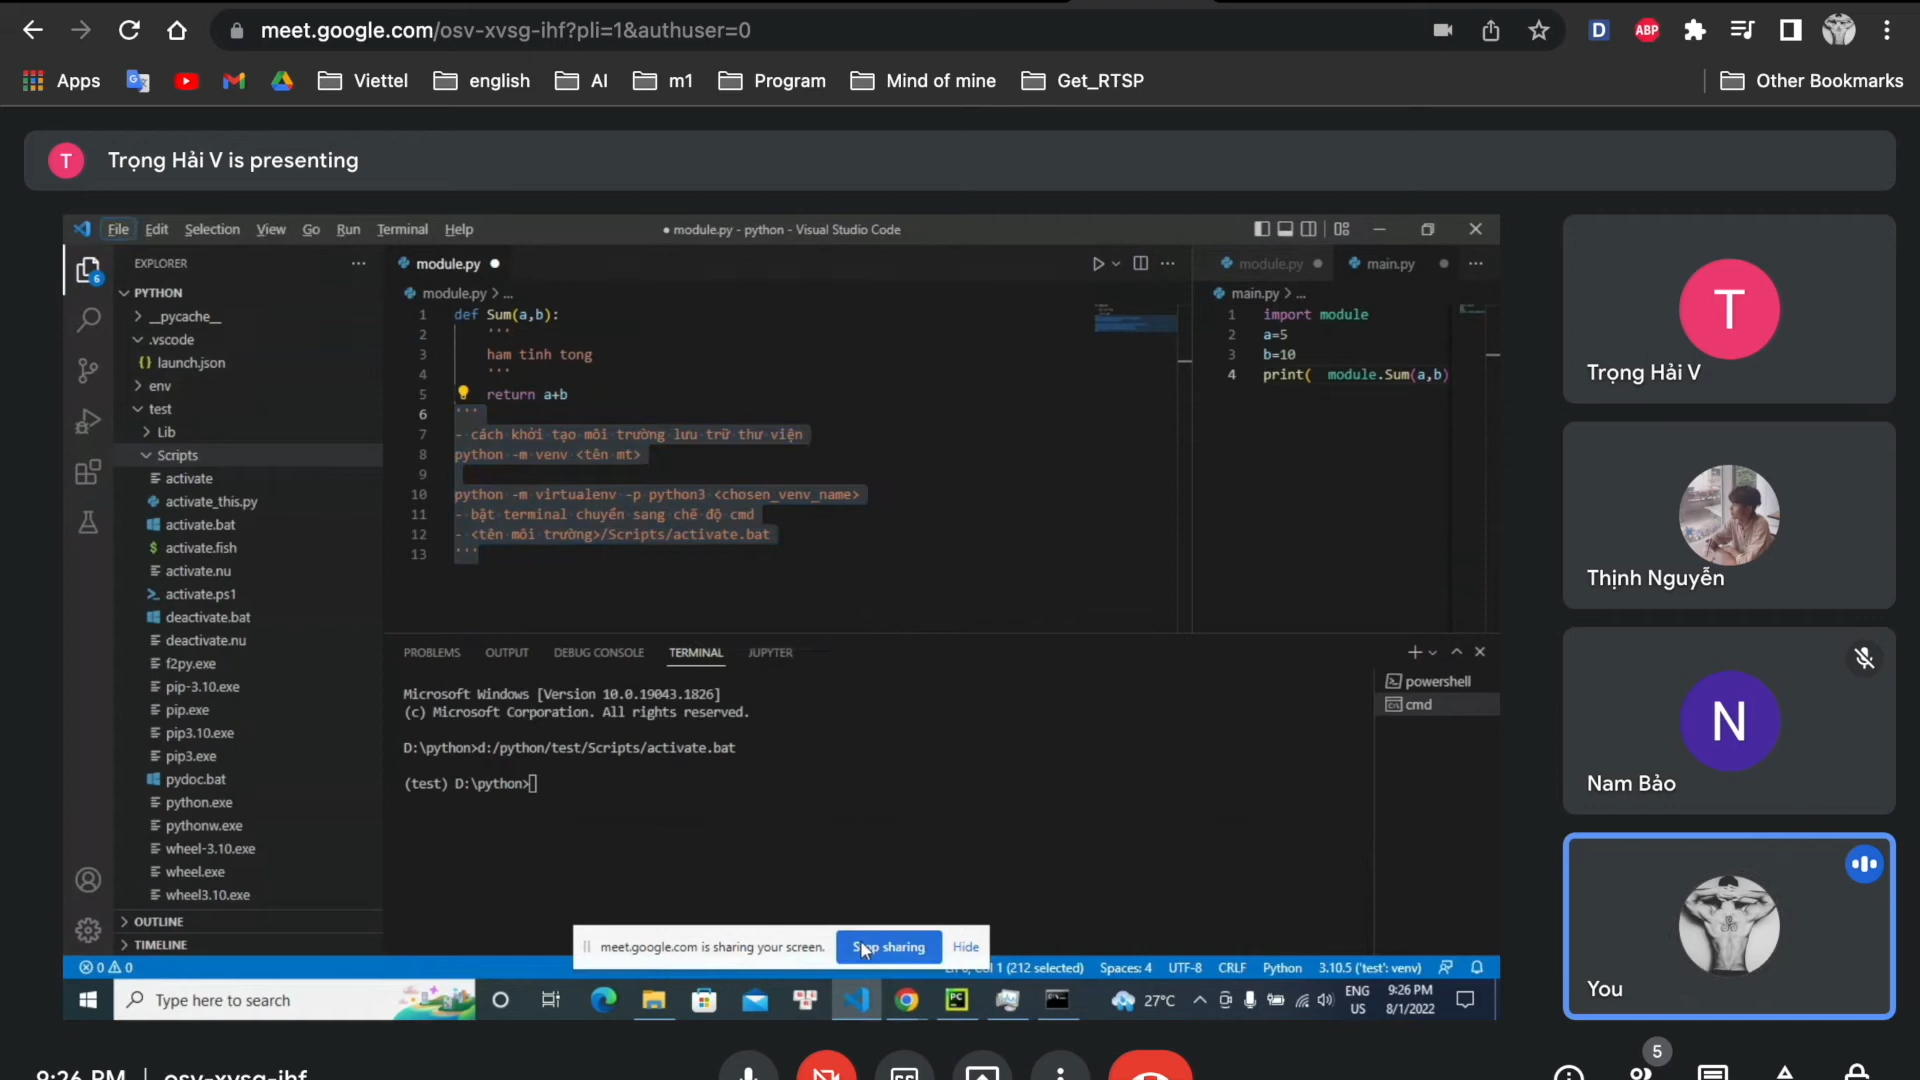 meet.google.com/osv-xvsg-ihf?pli=1&authuser=0
Apps Viettel english AI m1 Program Mind of mine Get_RTSP Other Bookmarks
T Trọng Hải V is presenting
File Edit Selection View Go Run Terminal Help
● module.py - python - Visual Studio Code
EXPLORER
PYTHON
__pycache__
.vscode
launch.json
env
test
Lib
Scripts
activate
activate_this.py
activate.bat
activate.fish
activate.nu
activate.ps1
deactivate.bat
deactivate.nu
f2py.exe
pip-3.10.exe
pip.exe
pip3.10.exe
pip3.exe
pydoc.bat
python.exe
pythonw.exe
wheel-3.10.exe
wheel.exe
wheel3.10.exe
OUTLINE
TIMELINE
module.py
module.py > ...
1 def Sum(a,b):
2 '''
3 ham tinh tong
4 '''
5 return a+b
6 '''
7 - cách khởi tạo môi trường lưu trữ thư viện
8 python -m venv <tên mt>
9
10 python -m virtualenv -p python3 <chosen_venv_name>
11 - bật terminal chuyển sang chế độ cmd
12 - <tên môi trường>/Scripts/activate.bat
13 '''
module.py main.py
main.py > ...
1 import module
2 a=5
3 b=10
4 print( module.Sum(a,b)
PROBLEMS OUTPUT DEBUG CONSOLE TERMINAL JUPYTER
Microsoft Windows [Version 10.0.19043.1826]
(c) Microsoft Corporation. All rights reserved.
D:\python>d:/python/test/Scripts/activate.bat
(test) D:\python>
powershell
cmd
meet.google.com is sharing your screen. Stop sharing Hide
0 0 Col 1 (212 selected) Spaces: 4 UTF-8 CRLF Python 3.10.5 ('test': venv)
Type here to search 27°C ENG 9:26 PM
US 8/1/2022
T
Trọng Hải V
Thịnh Nguyễn
N
Nam Bảo
You
5
9:26 PM | osv-xvsg-ihf